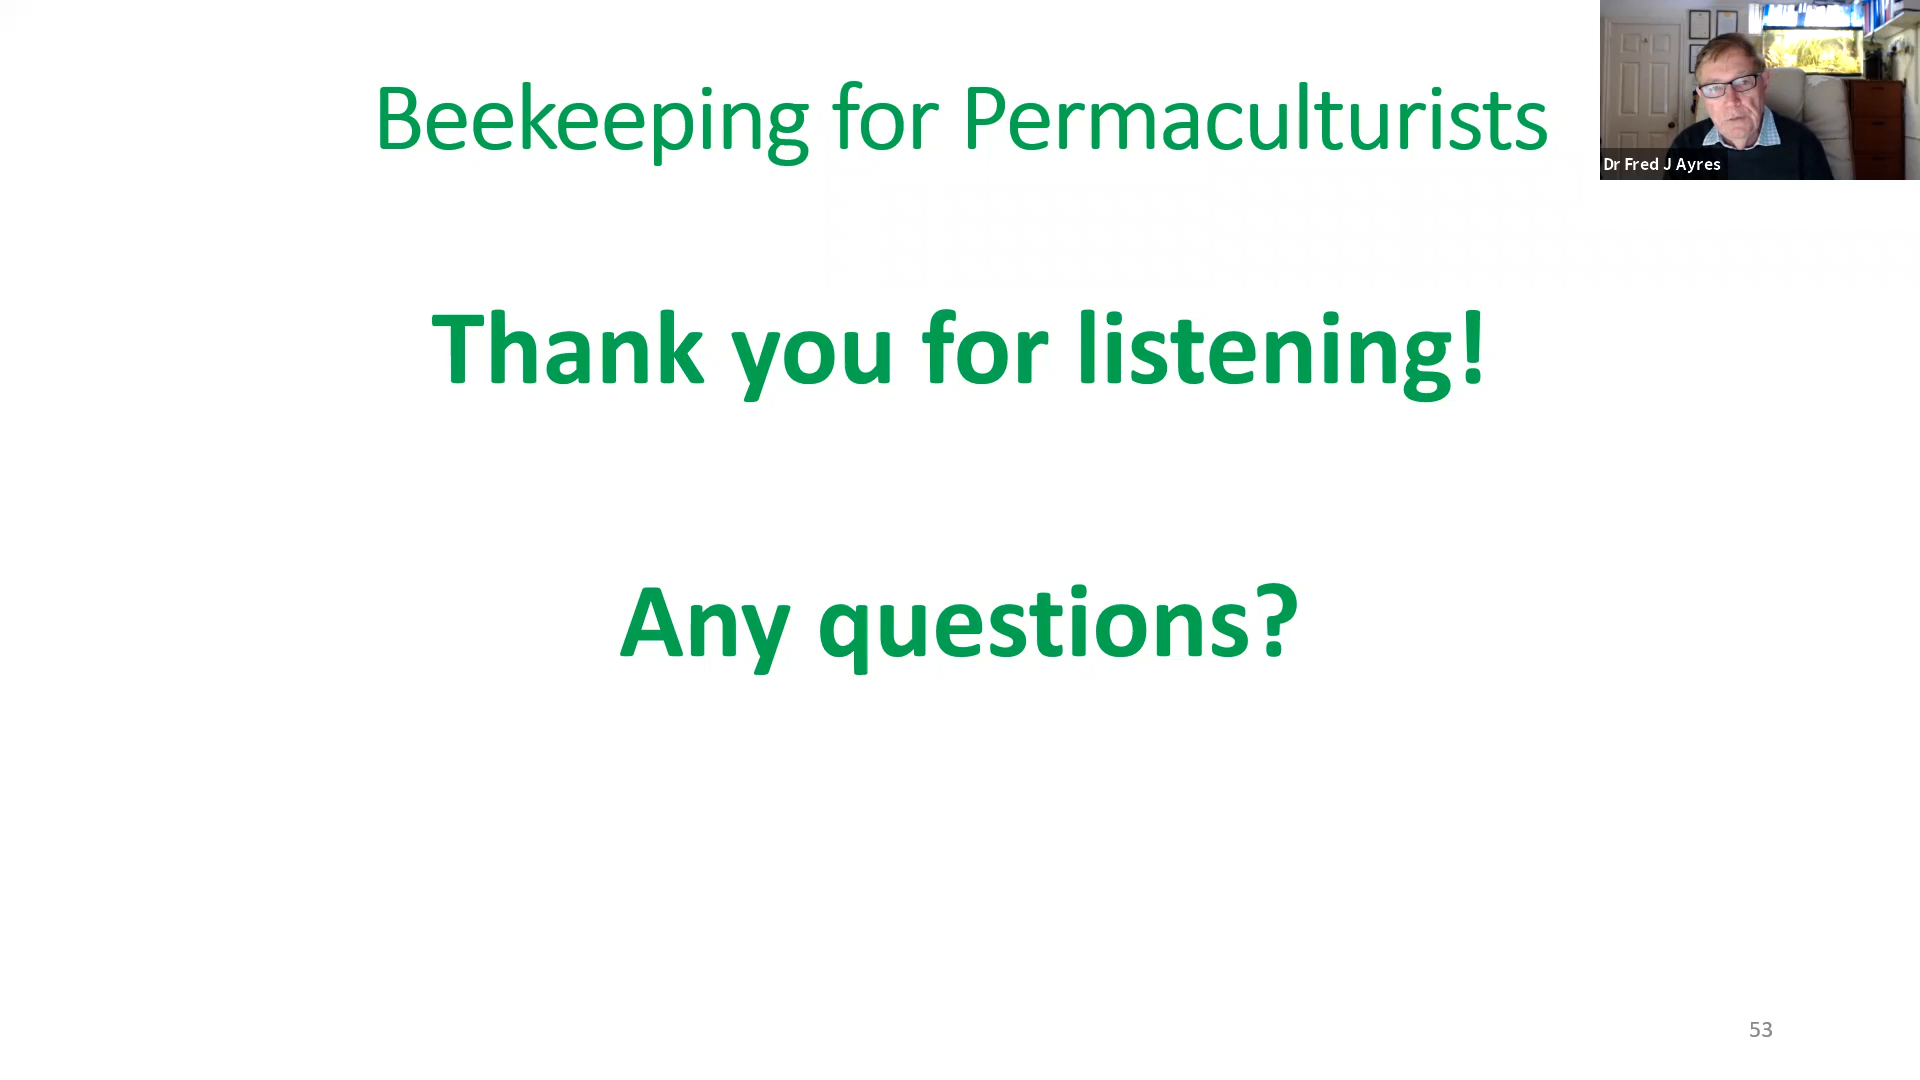 Beekeeping for Permaculturists
Dr Fred J Ayres
Thank you for listening!
Any questions?
53